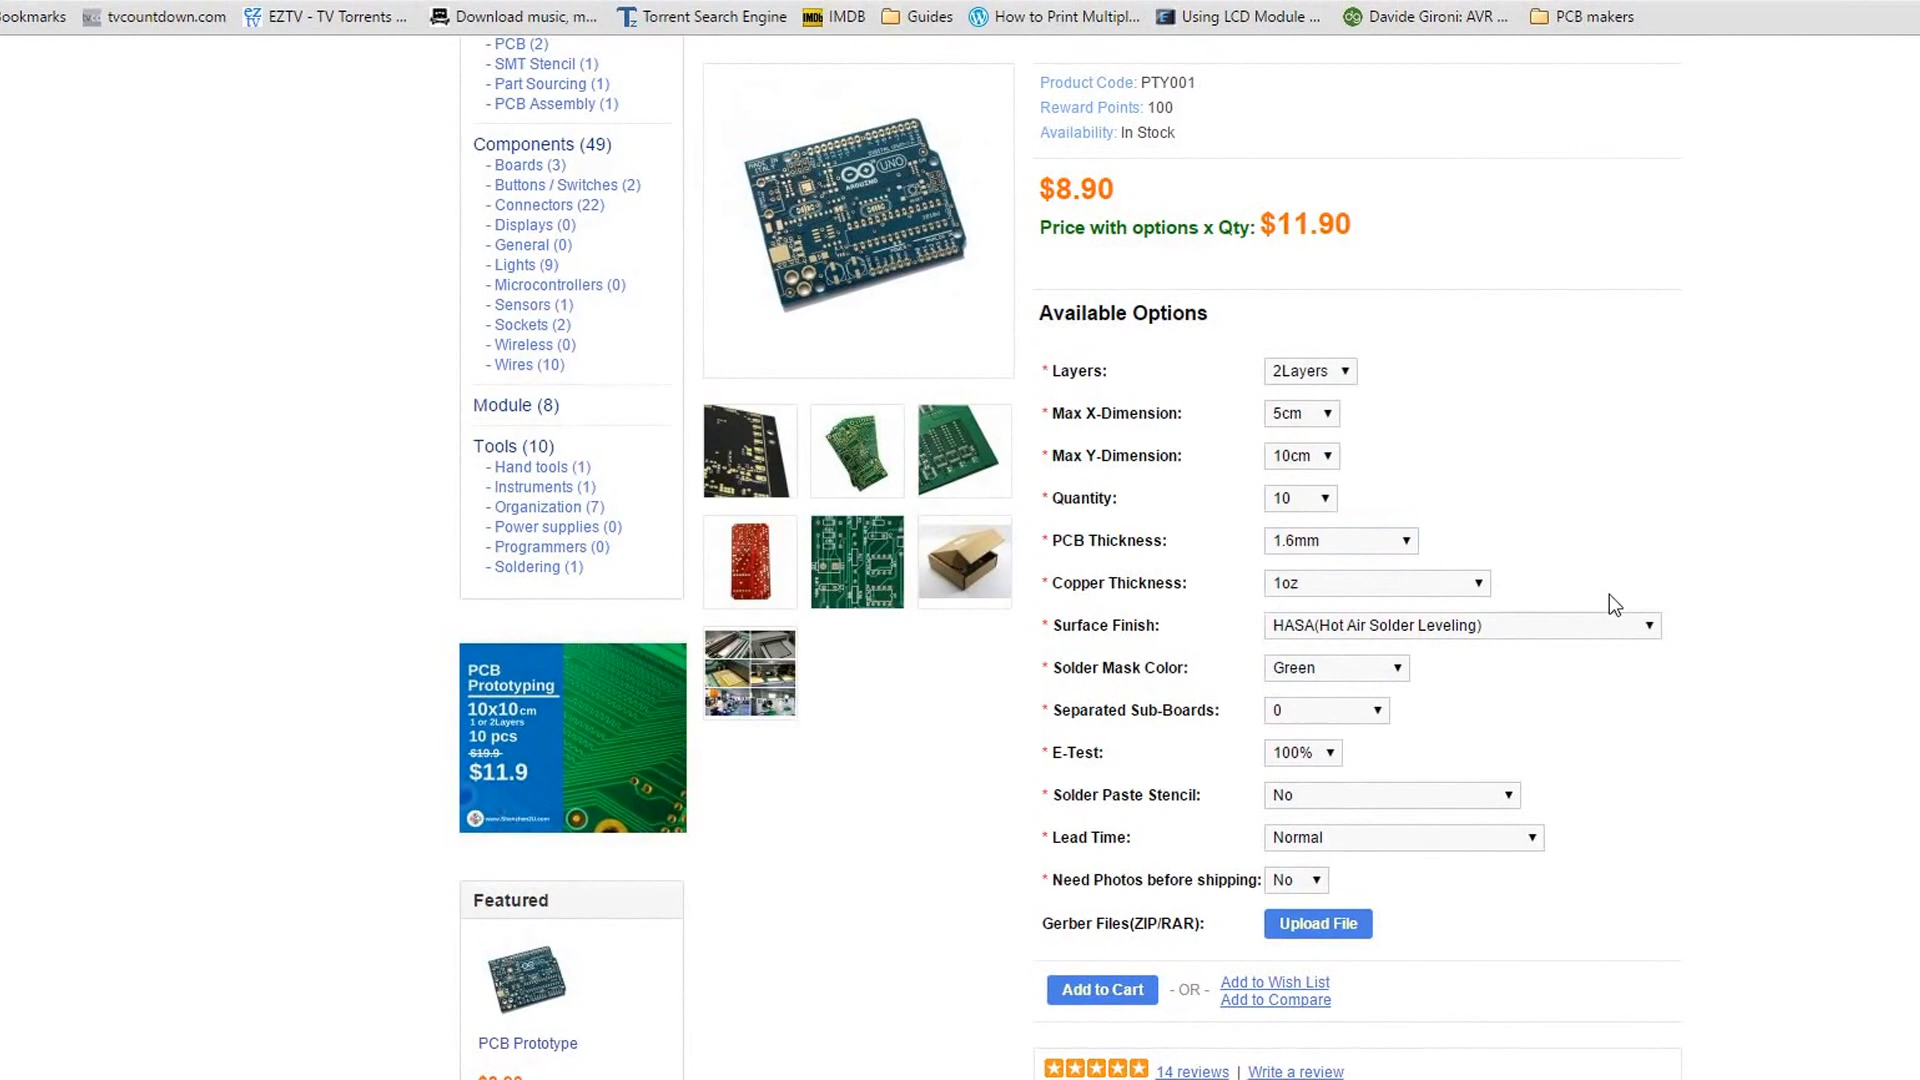 ookmarks
tvcountdown.com
EZTV - TV Torrents ...
Download music, m...
Torrent Search Engine
IMDb IMDB
Guides
How to Print Multipl...
Using LCD Module ...
Davide Gironi: AVR ...
PCB makers
- PCB (2)
- SMT Stencil (1)
- Part Sourcing (1)
- PCB Assembly (1)
Components (49)
- Boards (3)
- Buttons / Switches (2)
- Connectors (22)
- Displays (0)
- General (0)
- Lights (9)
- Microcontrollers (0)
- Sensors (1)
- Sockets (2)
- Wireless (0)
- Wires (10)
Module (8)
Tools (10)
- Hand tools (1)
- Instruments (1)
- Organization (7)
- Power supplies (0)
- Programmers (0)
- Soldering (1)
PCB
Prototyping
10x10cm
1 or 2Layers
10 pcs
$19.9
$11.9
www.Shenzhen2U.com
Featured
PCB Prototype
MADE IN
ITALY
UNO
ARDUINO
Product Code: PTY001
Reward Points: 100
Availability: In Stock
$8.90
Price with options x Qty: $11.90
Available Options
* Layers: 2Layers
* Max X-Dimension: 5cm
* Max Y-Dimension: 10cm
* Quantity: 10
* PCB Thickness: 1.6mm
* Copper Thickness: 1oz
* Surface Finish: HASA(Hot Air Solder Leveling)
* Solder Mask Color: Green
* Separated Sub-Boards: 0
* E-Test: 100%
* Solder Paste Stencil: No
* Lead Time: Normal
* Need Photos before shipping: No
Gerber Files(ZIP/RAR): Upload File
Add to Cart - OR - Add to Wish List
Add to Compare
14 reviews | Write a review